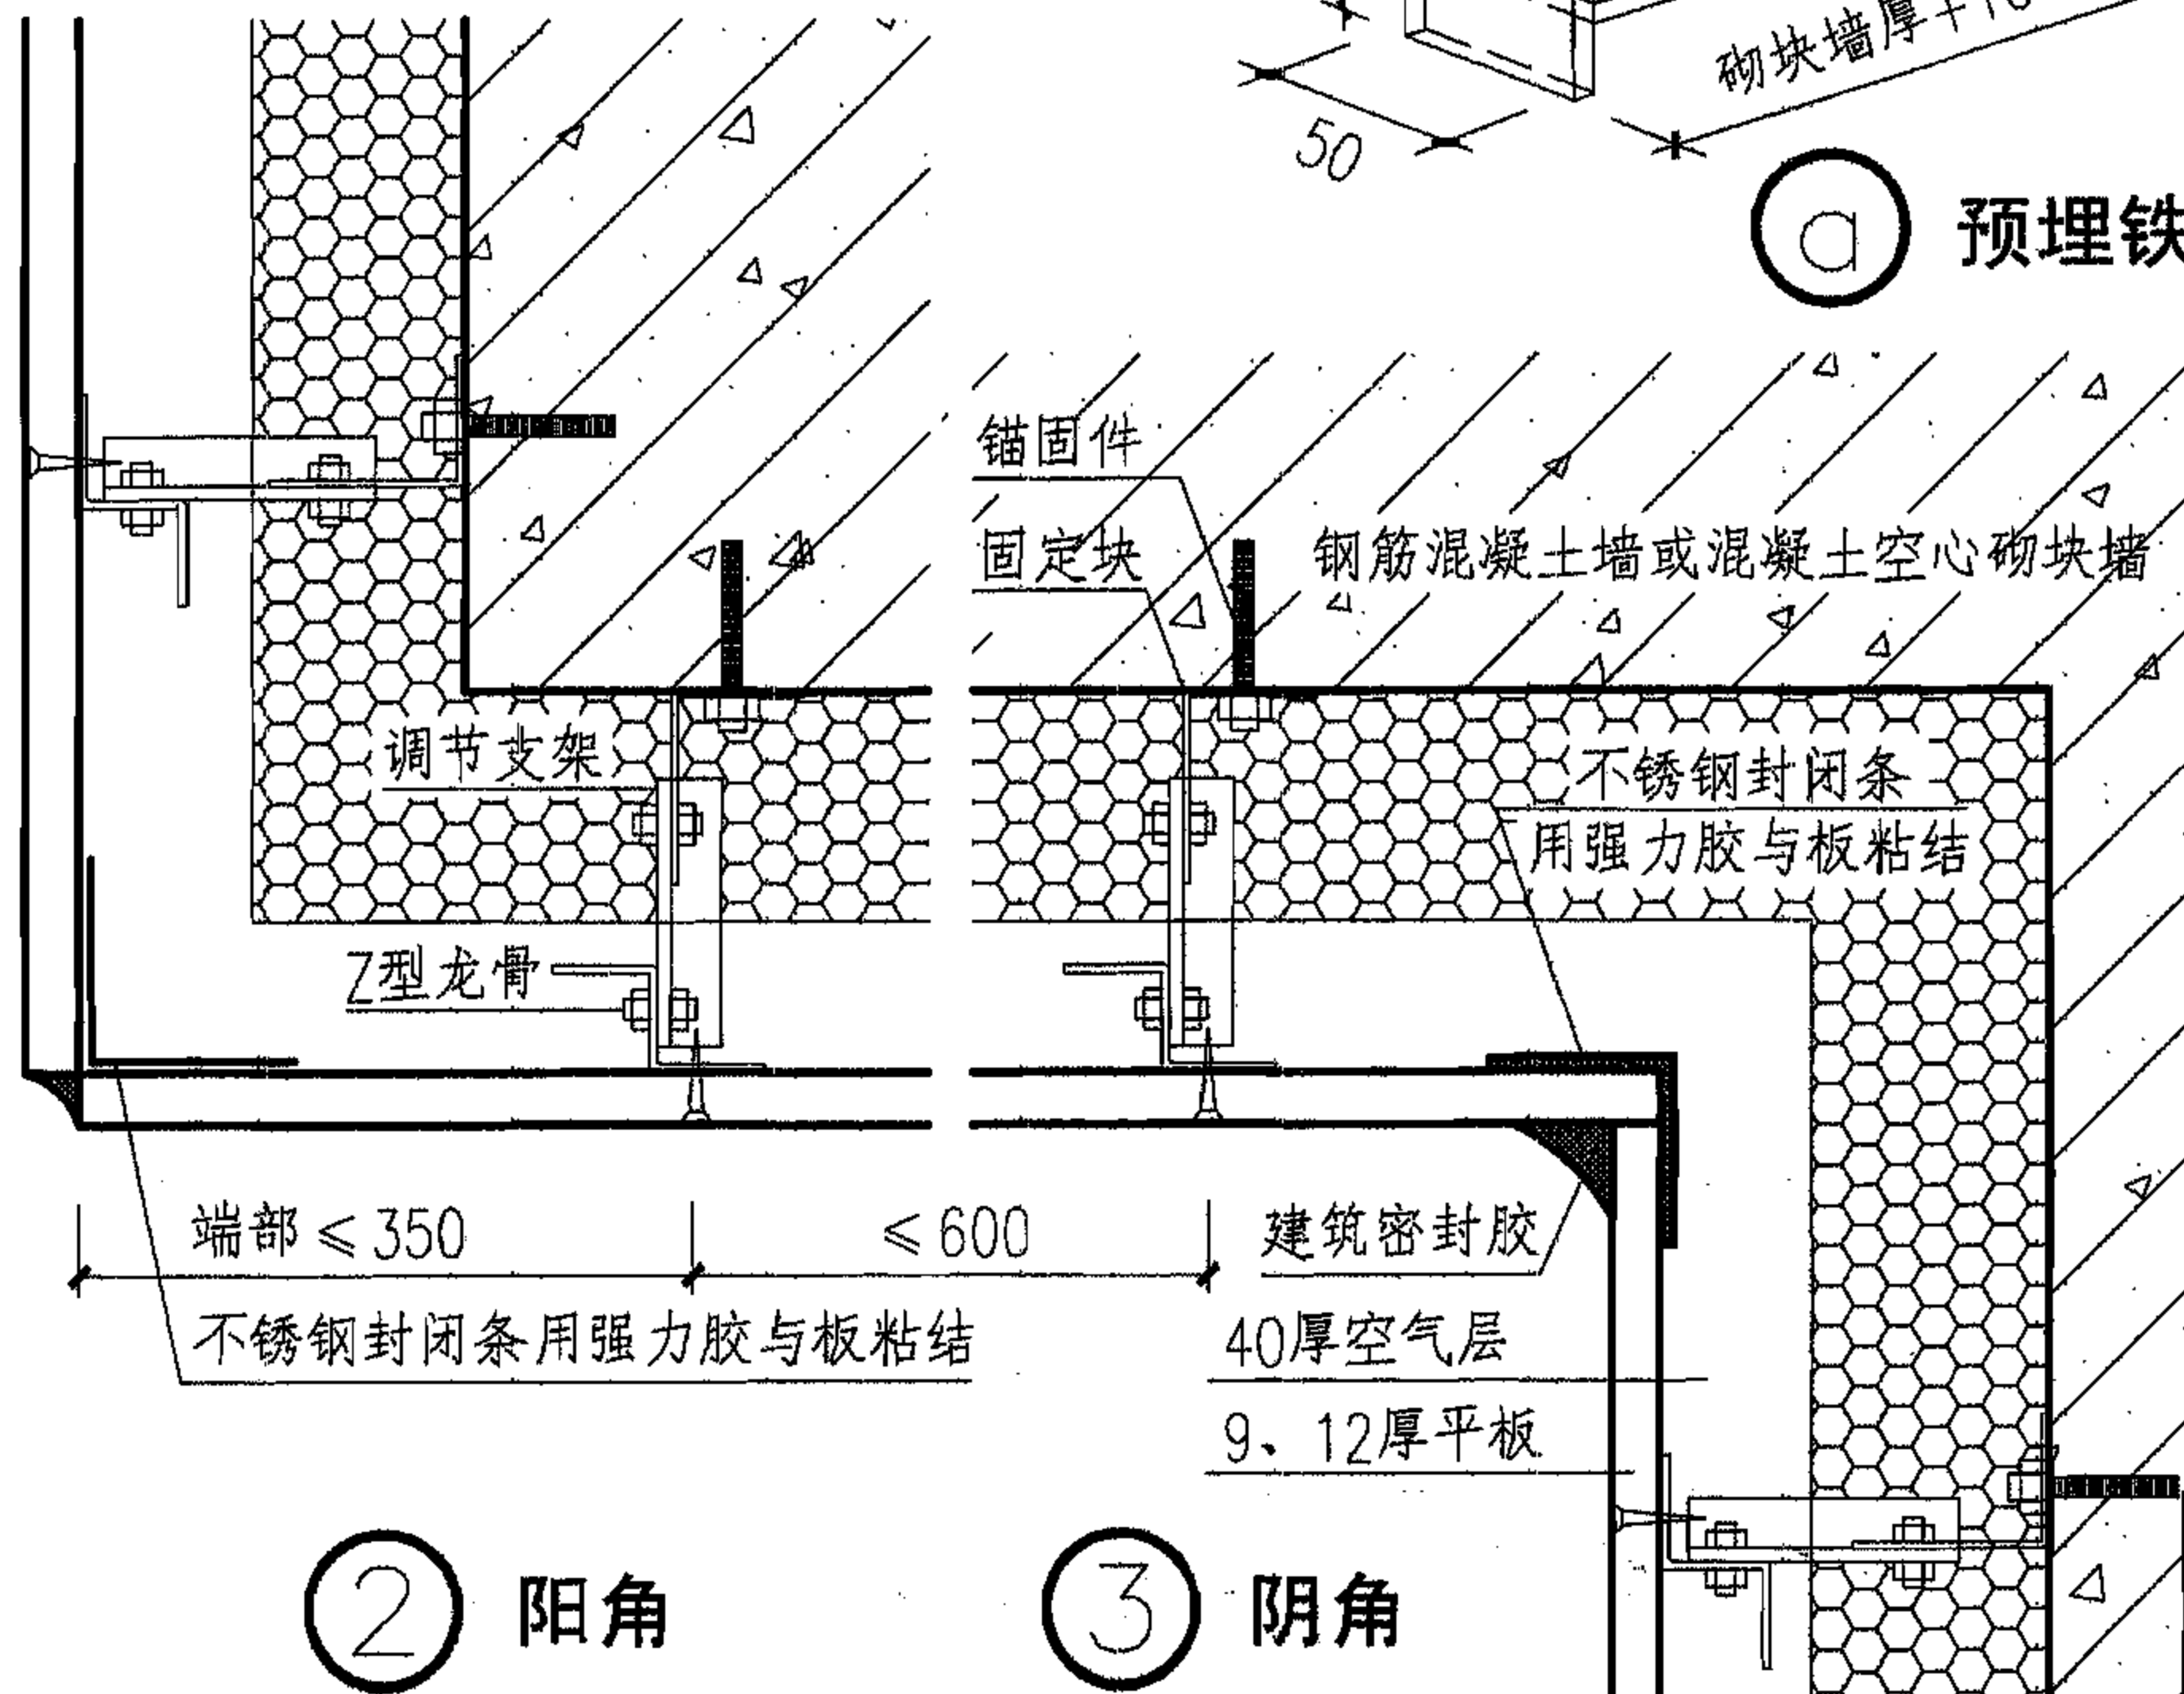 砌块墙厚+10
50
a 预埋铁
锚固件
固定块
钢筋混凝土墙或混凝土空心砌块墙
调节支架
不锈钢封闭条
用强力胶与板粘结
Z型龙骨
端部≤350
≤600
建筑密封胶
不锈钢封闭条用强力胶与板粘结
40厚空气层
9、12厚平板
2 阳角
3 阴角